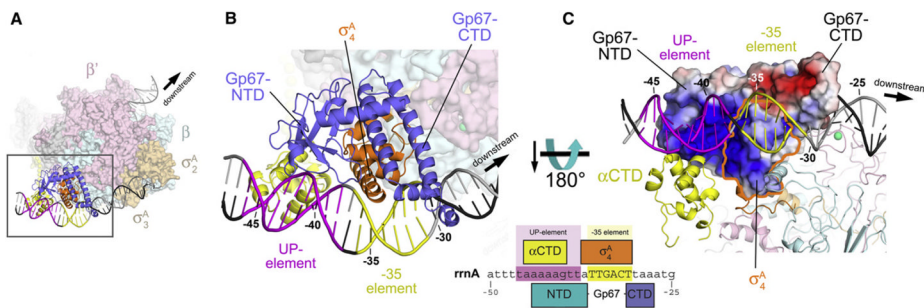 A
β'
downstream
β
σA2
σA3
B
Gp67-
CTD
σA4
Gp67-
NTD
downstream
-45
-40
-35
-30
UP-
element
-35
element
180°
C
Gp67-
NTD
UP-
element
-35
element
Gp67-
CTD
-45
-40
-35
-25
downstream
-30
αCTD
σA4
UP-element
-35 element
αCTD
σA4
rrnA
attttaaaaagttaTTGACTtaaatg
-50
-25
NTD
Gp67
CTD